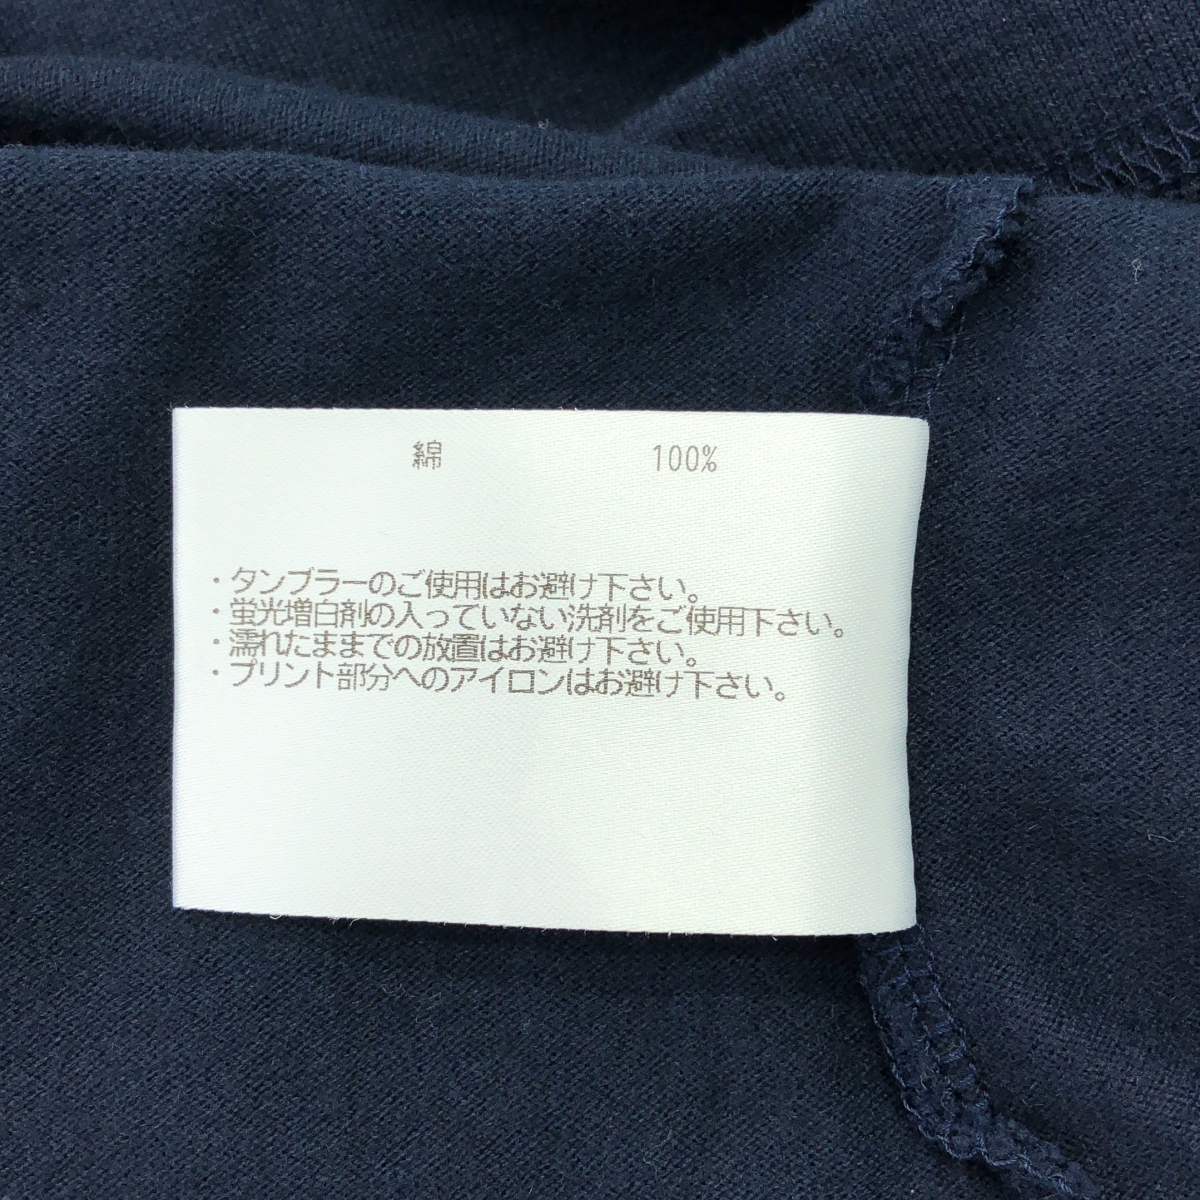 綿 100%
・タンブラーのご使用はお避け下さい。
・蛍光増白剤の入っていない洗剤をご使用下さい。
・濡れたままでの放置はお避け下さい。
・プリント部分へのアイロンはお避け下さい。